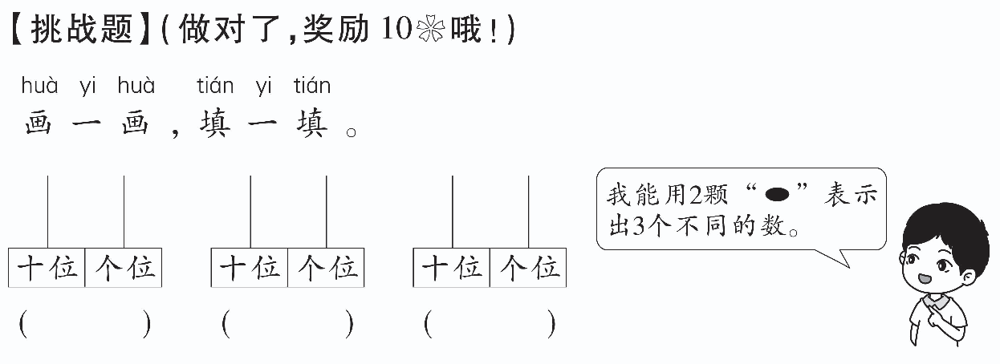 【挑战题】(做对了,奖励10哦!)
huà yi huà  tián yi tián
画一画,填一填。
我能用2颗“”表示
出3个不同的数。
十位 个位 十位 个位 十位 个位
(  ) (  ) (  )